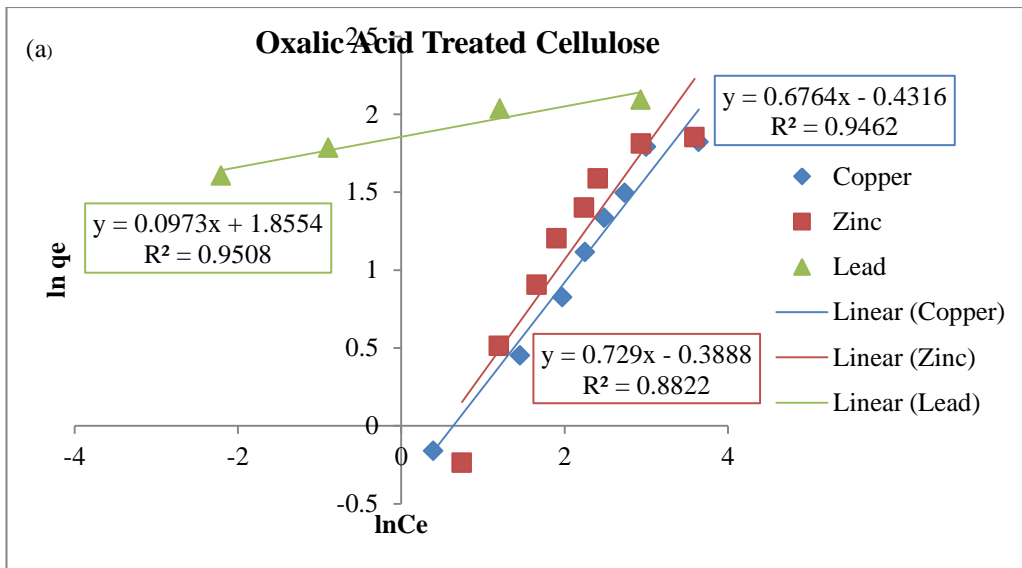 (a)
Oxalic Acid Treated Cellulose
2.5
2
1.5
1
0.5
0
-0.5
-4
-2
0
2
4
ln qe
lnCe
y = 0.6764x - 0.4316
R² = 0.9462
y = 0.0973x + 1.8554
R² = 0.9508
y = 0.729x - 0.3888
R² = 0.8822
Copper
Zinc
Lead
Linear (Copper)
Linear (Zinc)
Linear (Lead)